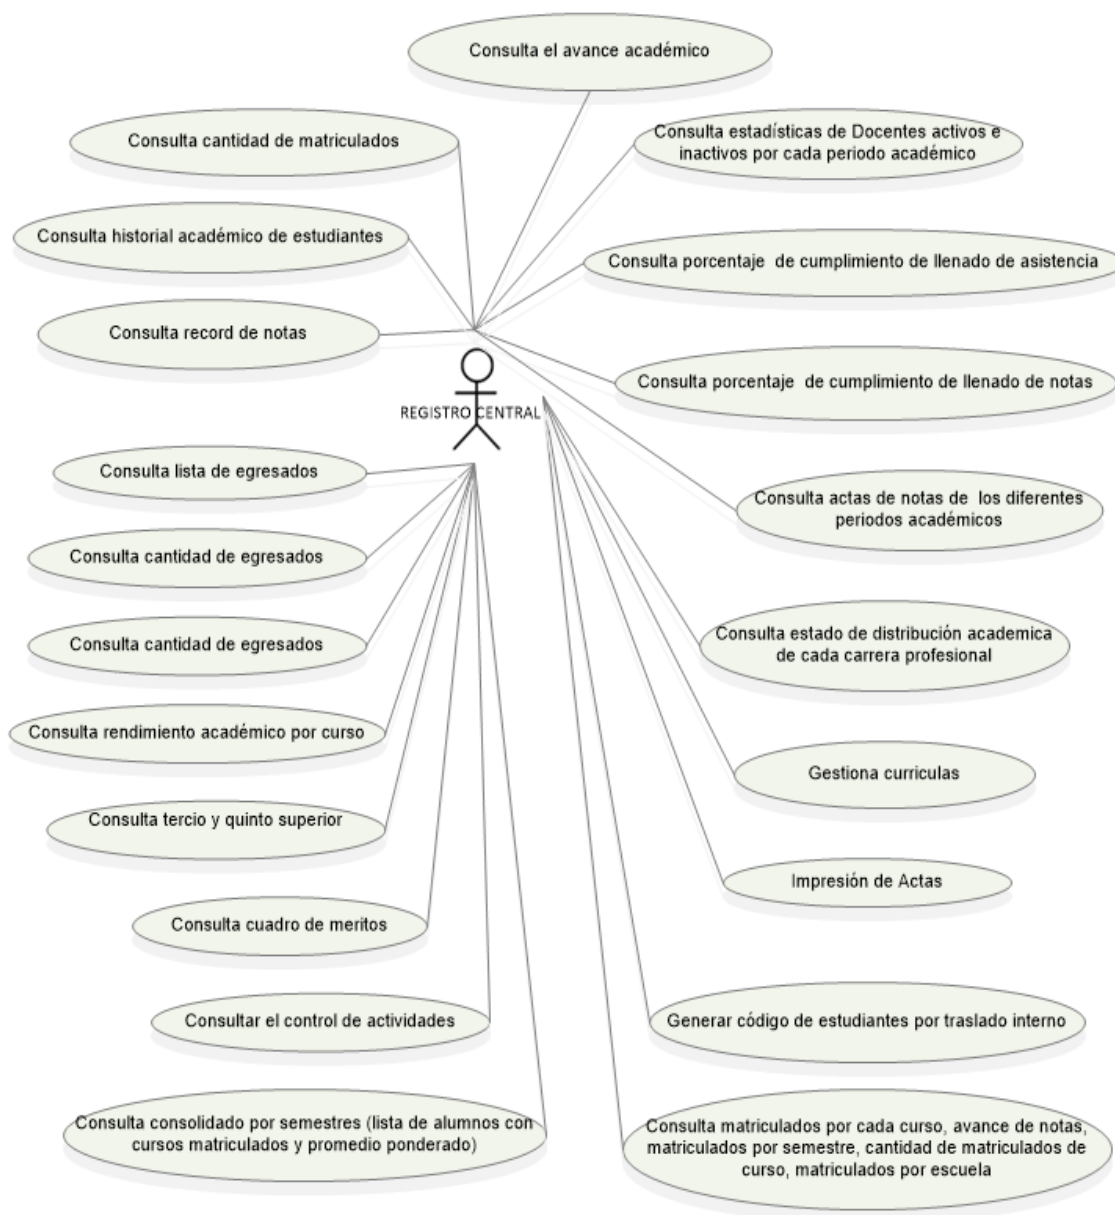 Consulta el avance académico
Consulta cantidad de matriculados
Consulta estadísticas de Docentes activos e
inactivos por cada periodo académico
Consulta historial académico de estudiantes
Consulta porcentaje de cumplimiento de llenado de asistencia
Consulta record de notas
Consulta porcentaje de cumplimiento de llenado de notas
REGISTRO CENTRAL
Consulta lista de egresados
Consulta actas de notas de los diferentes
periodos académicos
Consulta cantidad de egresados
Consulta cantidad de egresados
Consulta estado de distribución academica
de cada carrera profesional
Consulta rendimiento académico por curso
Gestiona curriculas
Consulta tercio y quinto superior
Impresión de Actas
Consulta cuadro de meritos
Consultar el control de actividades
Generar código de estudiantes por traslado interno
Consulta consolidado por semestres (lista de alumnos con
cursos matriculados y promedio ponderado)
Consulta matriculados por cada curso, avance de notas,
matriculados por semestre, cantidad de matriculados de
curso, matriculados por escuela